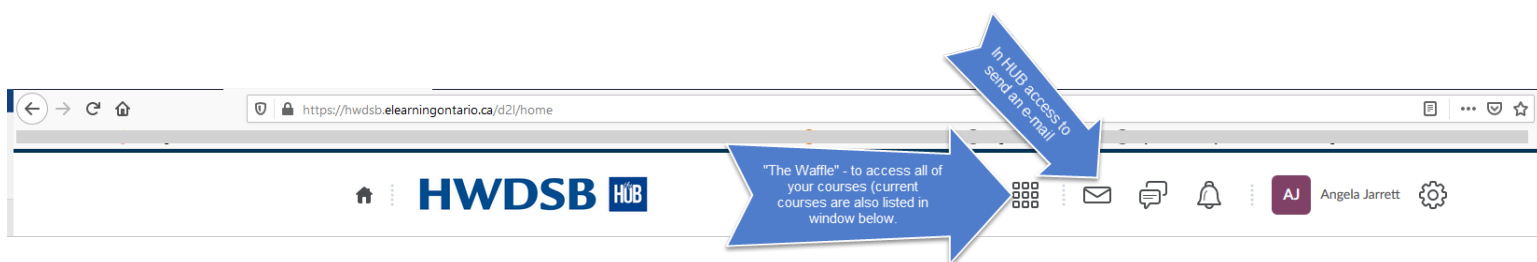 In HUB access to
send an e-mail
https://hwdsb.elearningontario.ca/d2l/home
"The Waffle" - to access all of
your courses (current
courses are also listed in
window below.
HWDSB HUB
AJ Angela Jarrett